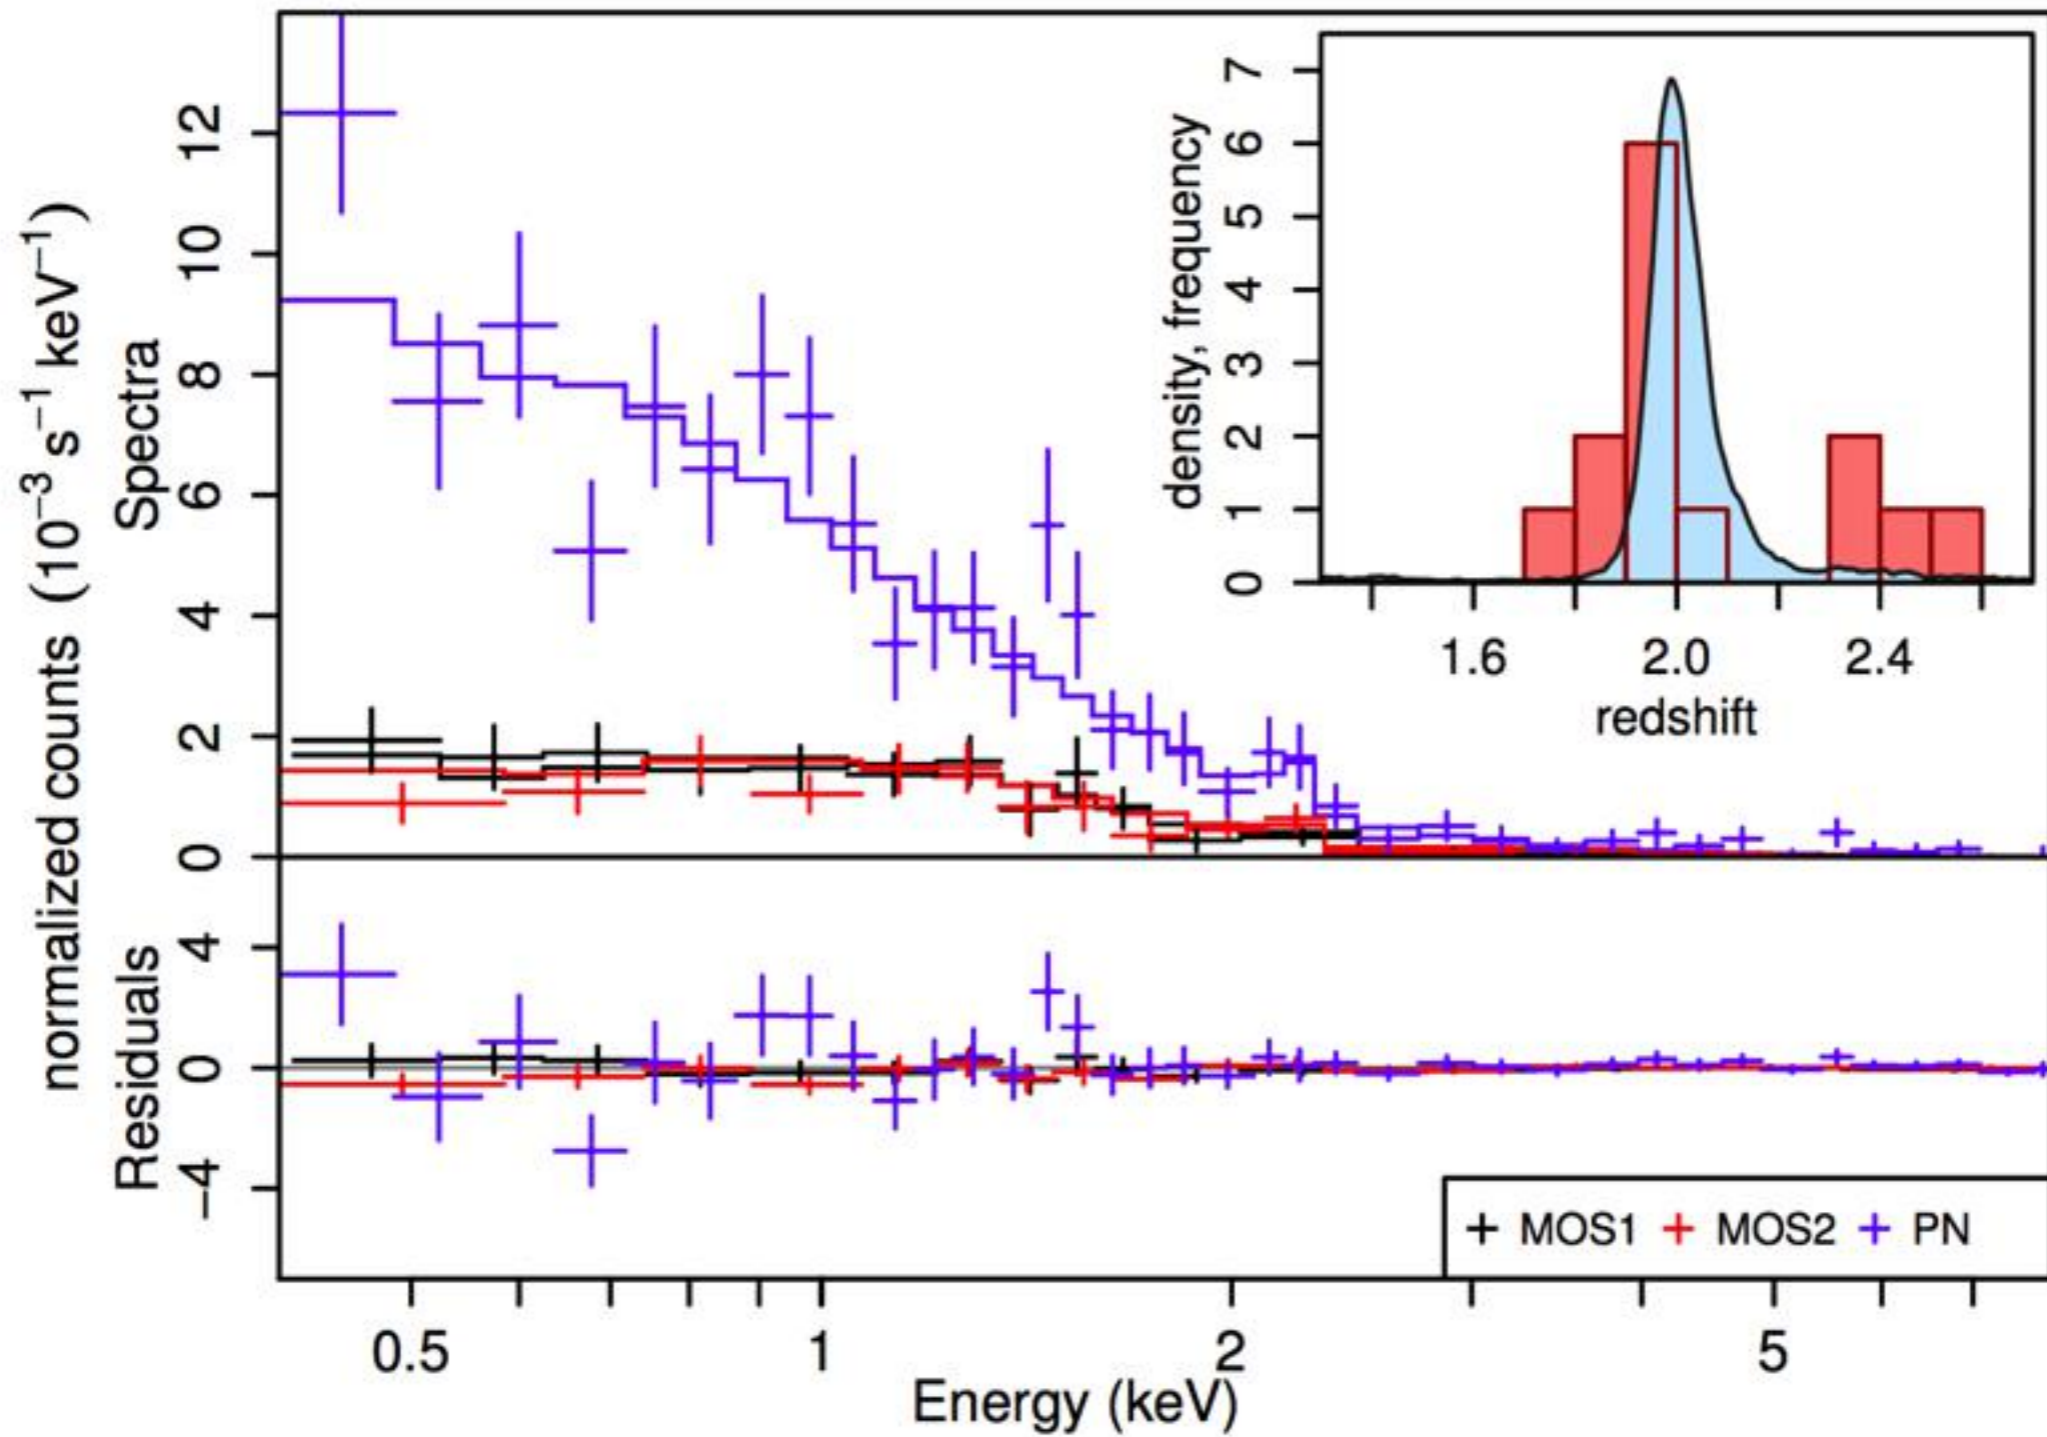 normalized counts (10⁻³ s⁻¹ keV⁻¹)
Spectra
12
10
8
6
4
2
0
Residuals
4
0
−4
density, frequency
7
6
5
4
3
2
1
0
1.6 2.0 2.4
redshift
MOS1 MOS2 PN
0.5 1 2 5
Energy (keV)